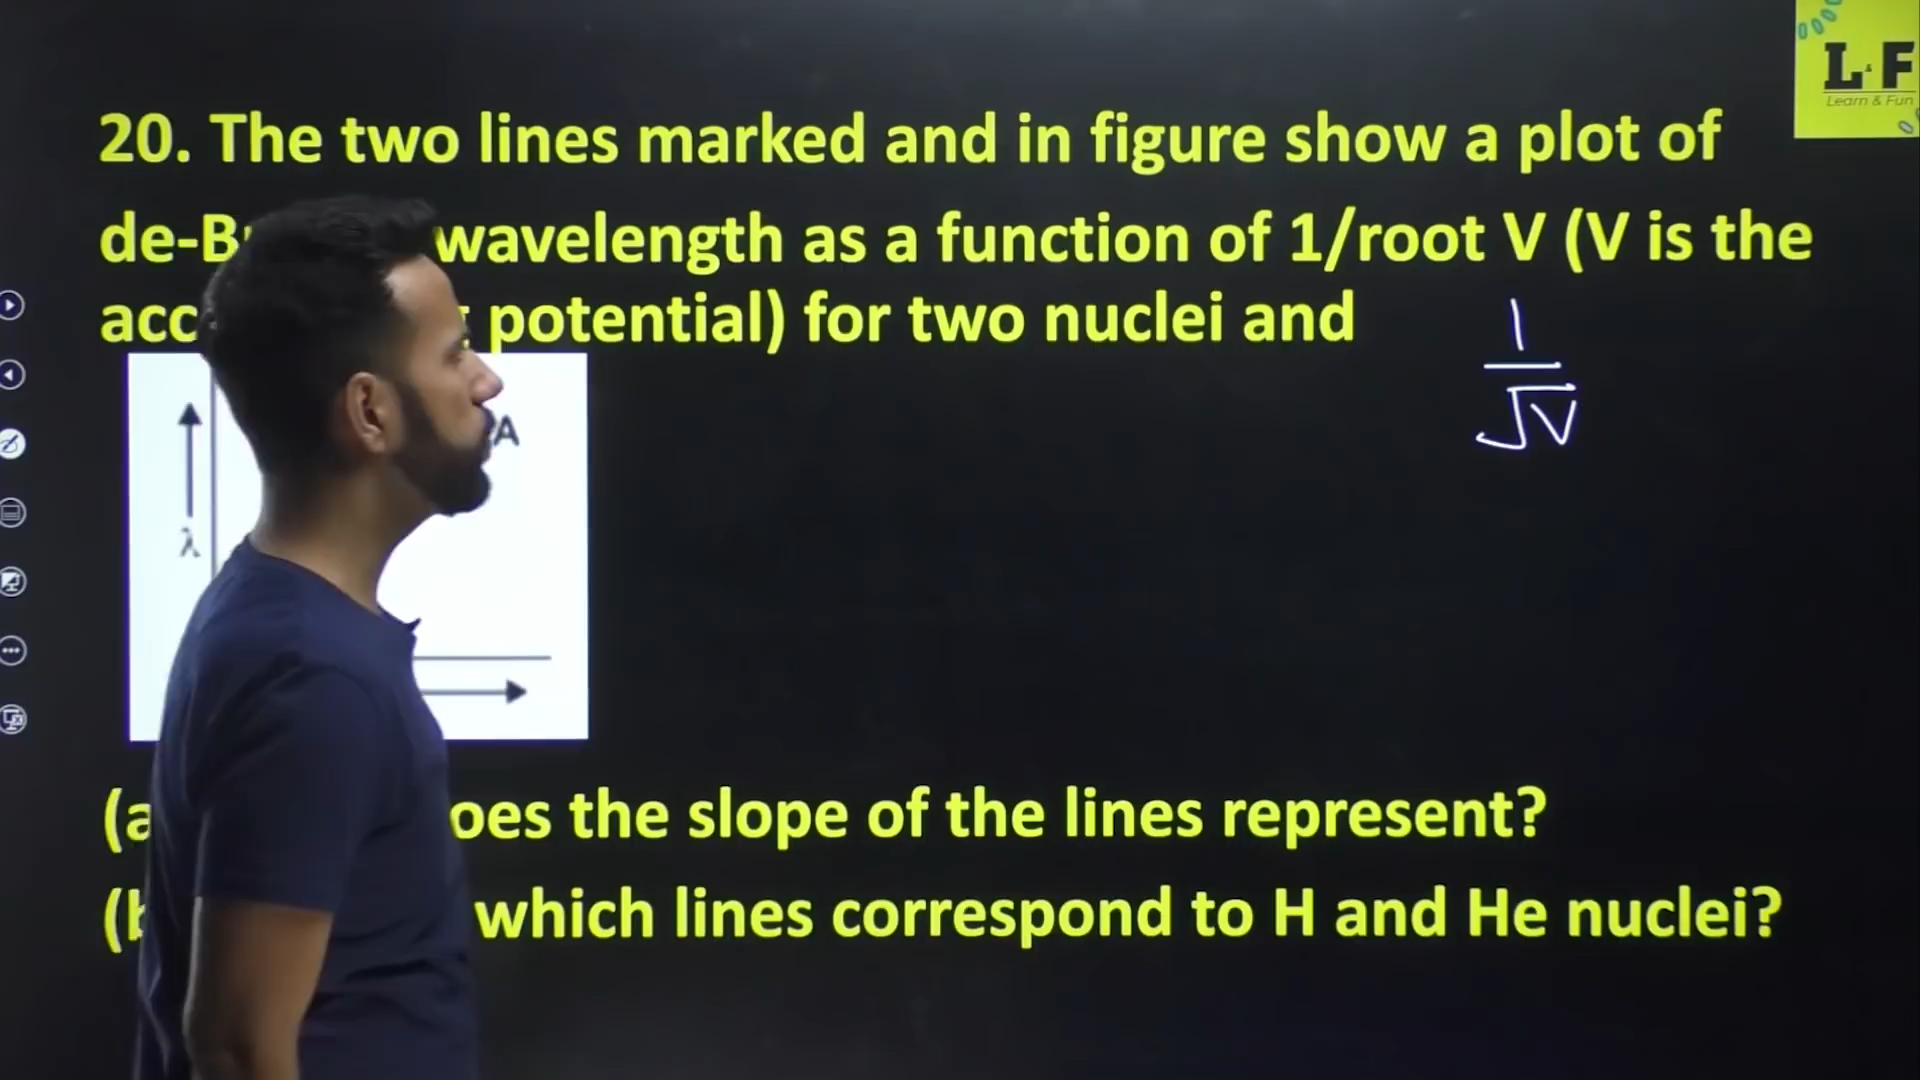 L&F
Learn & Fun
20. The two lines marked and in figure show a plot of
de-B wavelength as a function of 1/root V (V is the
acc potential) for two nuclei and
1
√V
A
λ
(a oes the slope of the lines represent?
(b which lines correspond to H and He nuclei?